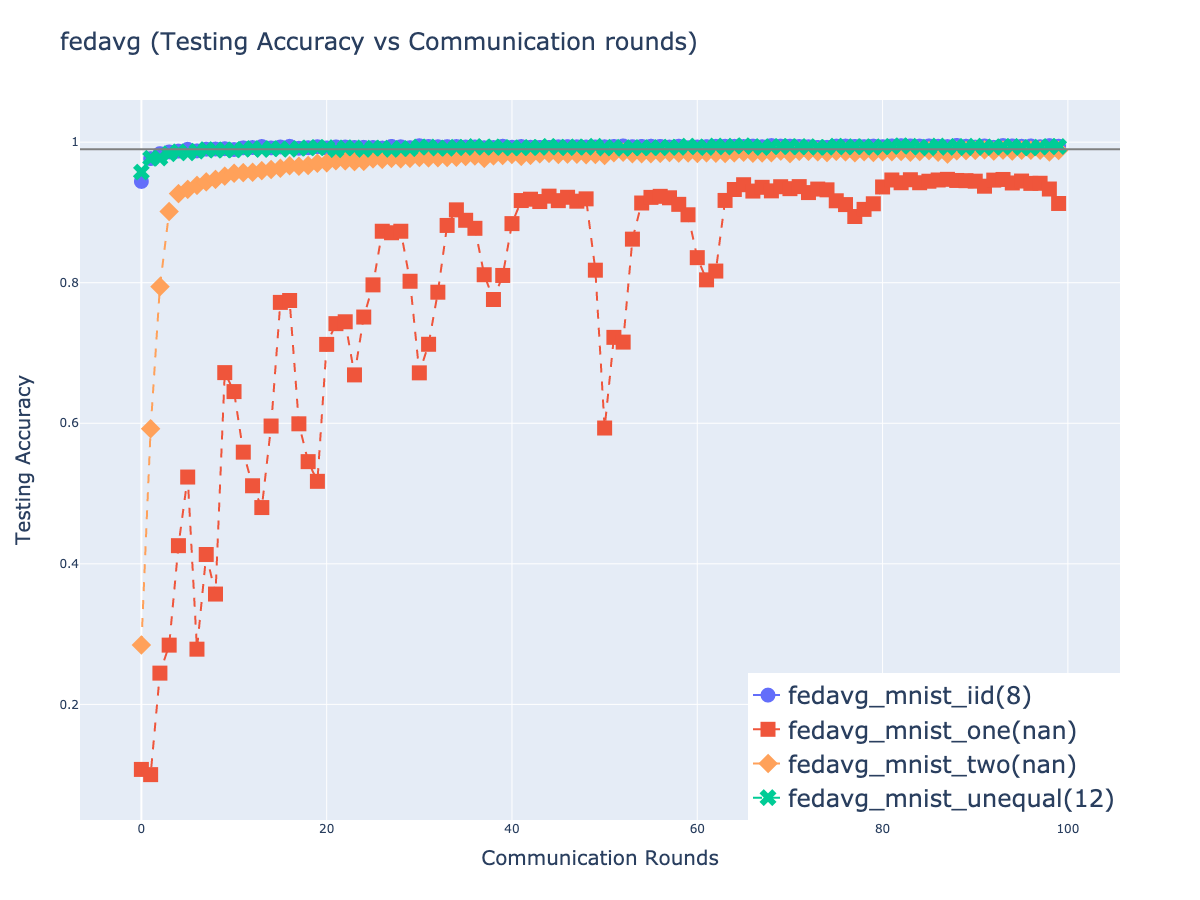 fedavg (Testing Accuracy vs Communication rounds)
1
0.8
0.6
0.4
0.2
Testing Accuracy
0 20 40 60 80 100
Communication Rounds
fedavg_mnist_iid(8)
fedavg_mnist_one(nan)
fedavg_mnist_two(nan)
fedavg_mnist_unequal(12)